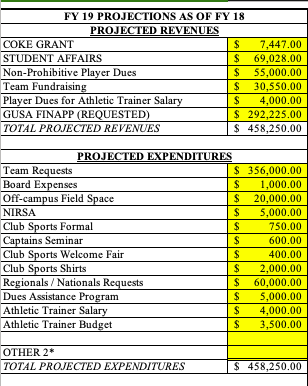 FY 19 PROJECTIONS AS OF FY 18
PROJECTED REVENUES
COKE GRANT $ 7,447.00
STUDENT AFFAIRS $ 69,028.00
Non-Prohibitive Player Dues $ 55,000.00
Team Fundraising $ 30,550.00
Player Dues for Athletic Trainer Salary $ 4,000.00
GUSA FINAPP (REQUESTED) $ 292,225.00
TOTAL PROJECTED REVENUES $ 458,250.00
PROJECTED EXPENDITURES
Team Requests $ 356,000.00
Board Expenses $ 1,000.00
Off-campus Field Space $ 20,000.00
NIRSA $ 5,000.00
Club Sports Formal $ 750.00
Captains Seminar $ 600.00
Club Sports Welcome Fair $ 400.00
Club Sports Shirts $ 2,000.00
Regionals / Nationals Requests $ 60,000.00
Dues Assistance Program $ 5,000.00
Athletic Trainer Salary $ 4,000.00
Athletic Trainer Budget $ 3,500.00
OTHER 2*
TOTAL PROJECTED EXPENDITURES $ 458,250.00